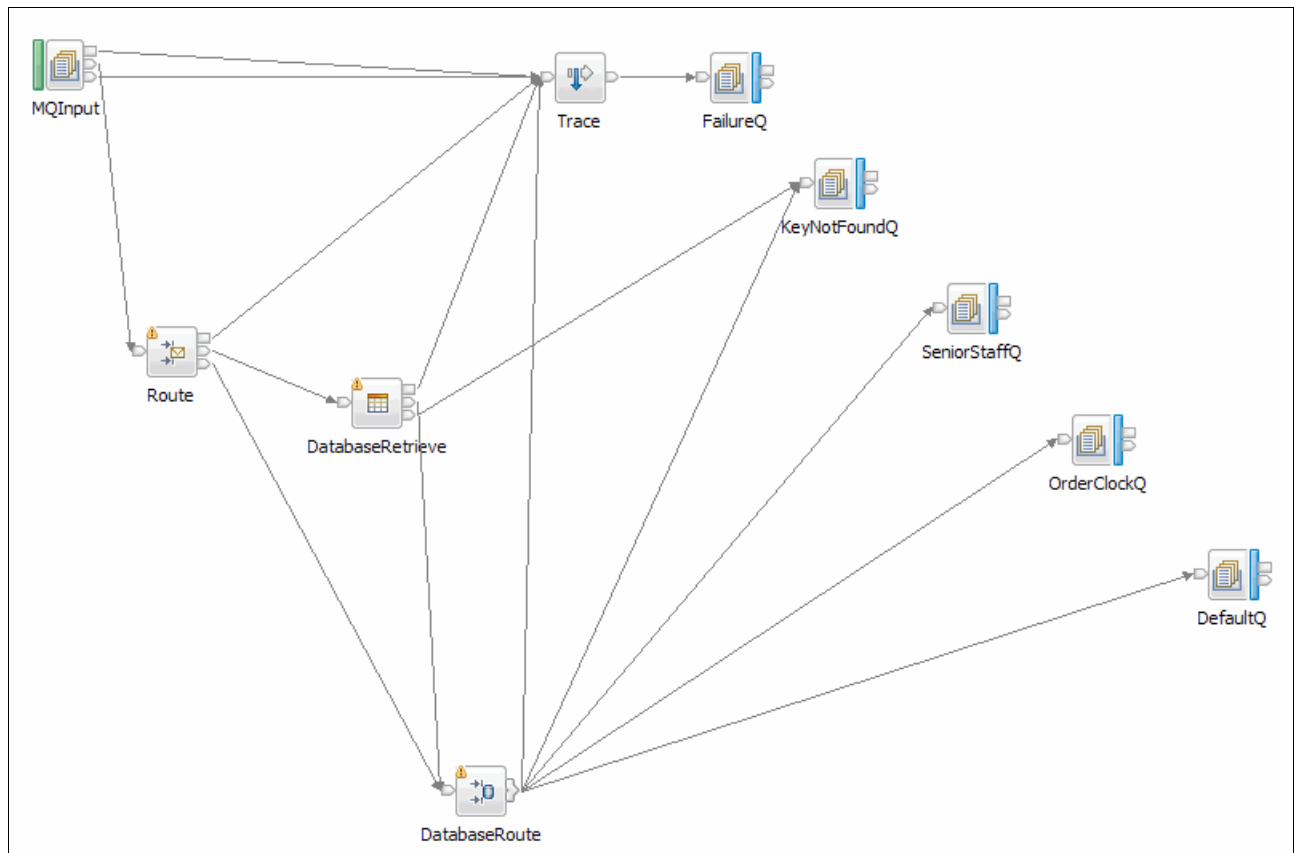 MQInput
Trace
FailureQ
KeyNotFoundQ
SeniorStaffQ
Route
DatabaseRetrieve
OrderClockQ
DefaultQ
DatabaseRoute